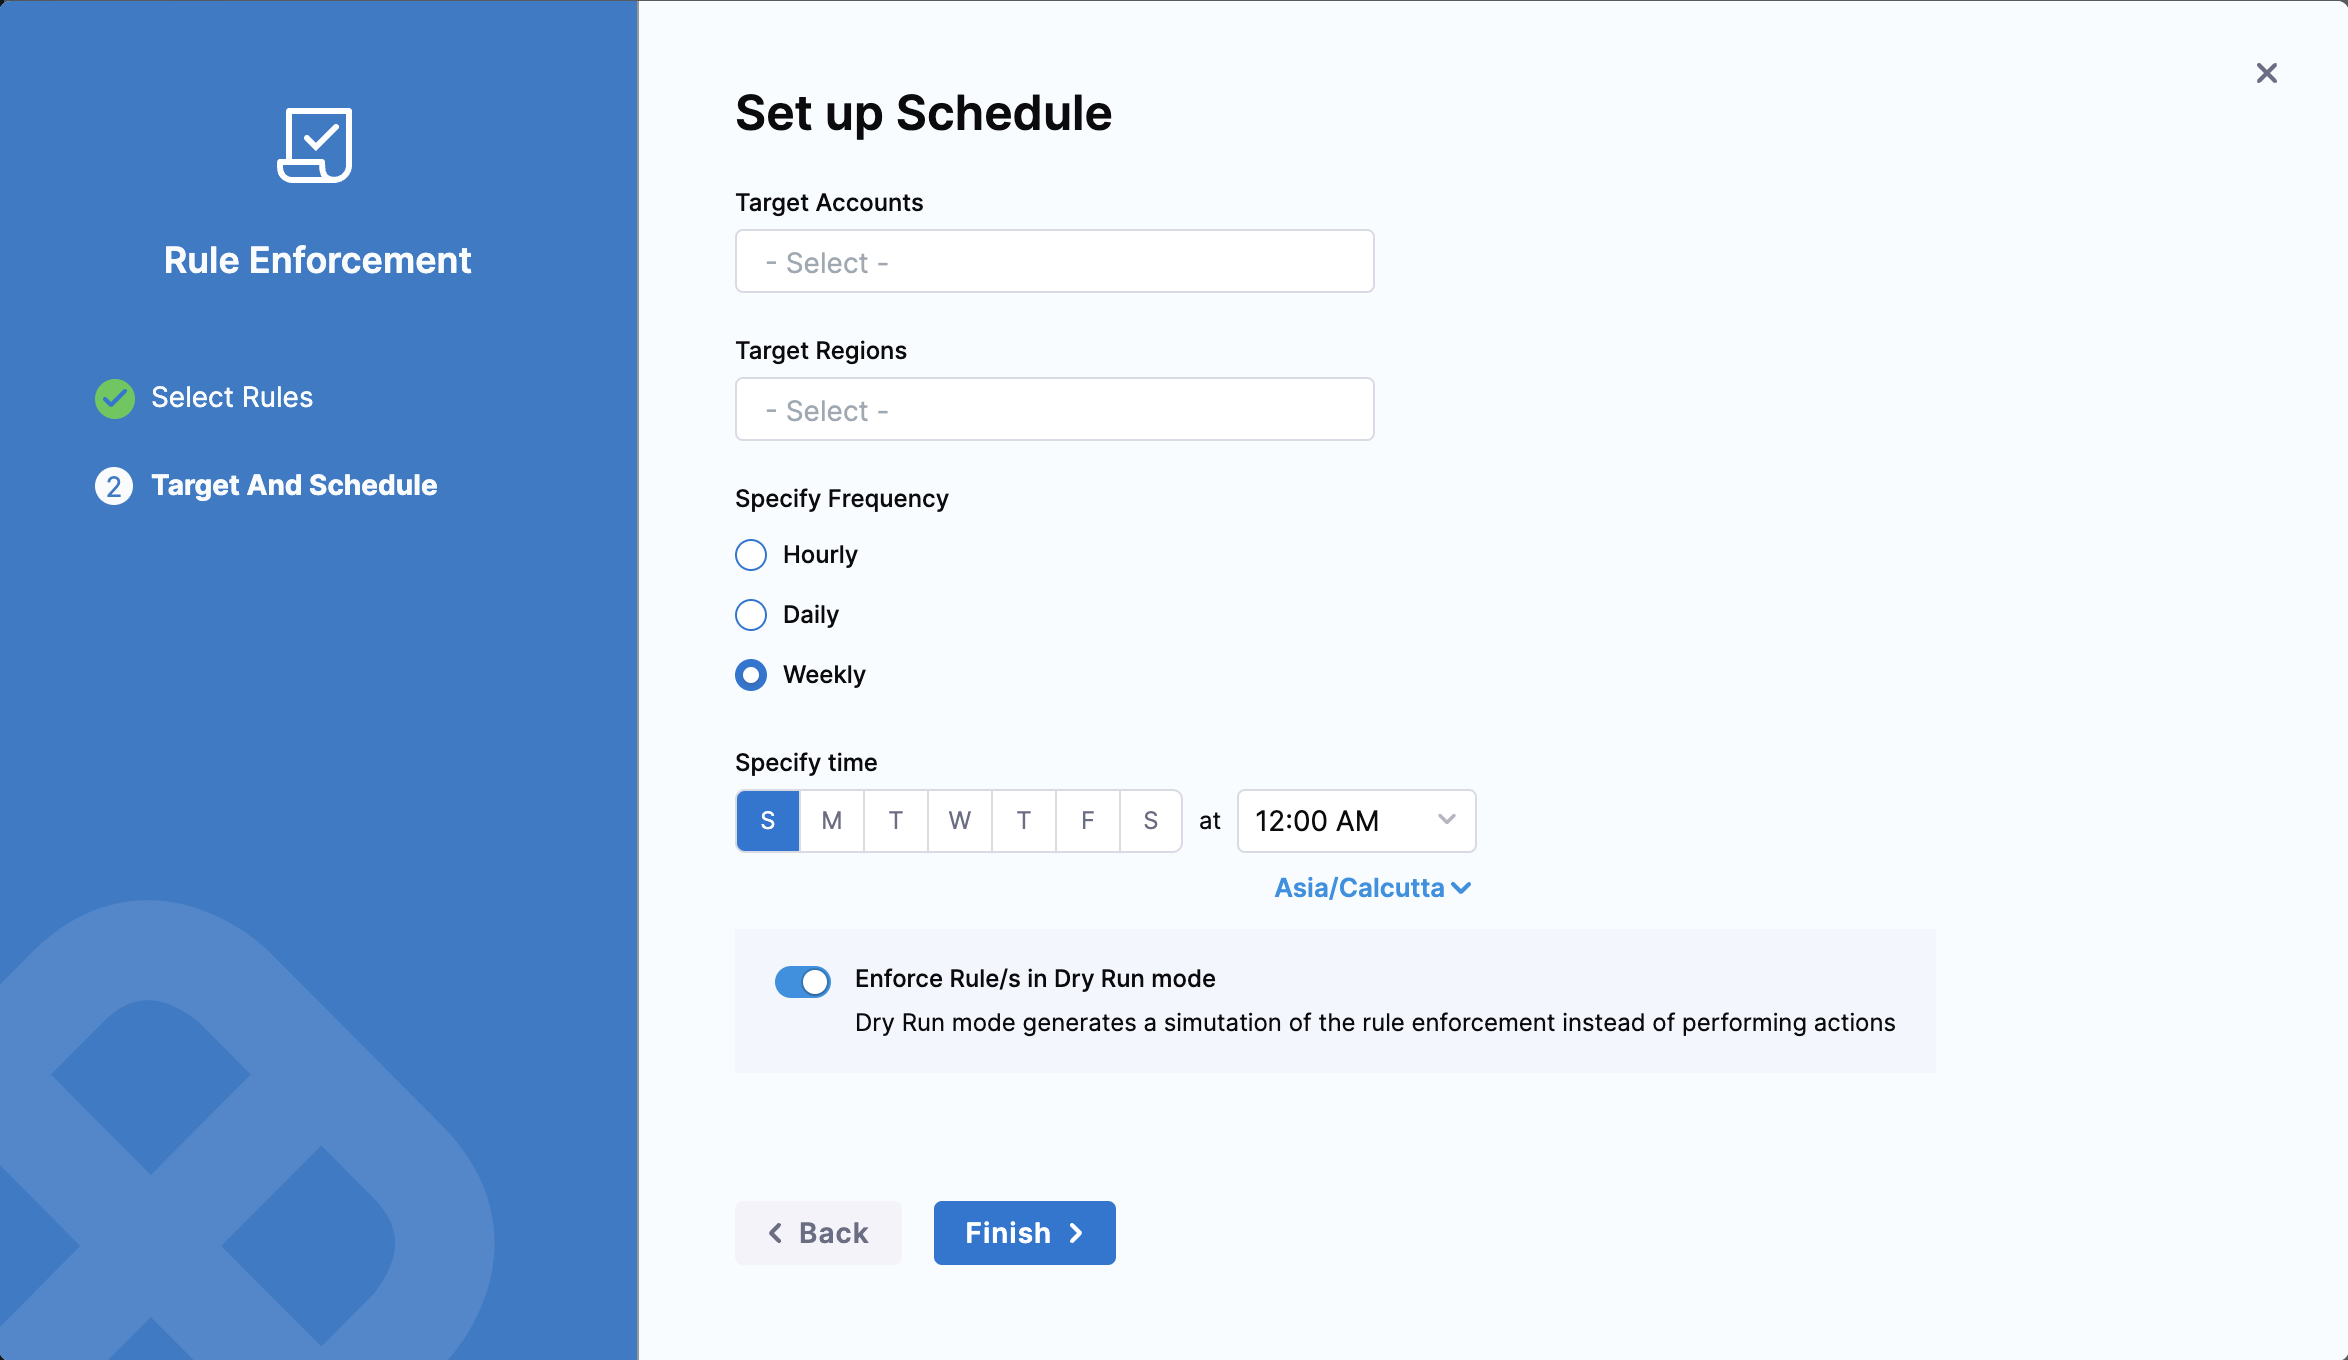 Rule Enforcement
Select Rules
2 Target And Schedule
Set up Schedule
Target Accounts
- Select -
Target Regions
- Select -
Specify Frequency
Hourly
Daily
Weekly
Specify time
S M T W T F S at 12:00 AM
Asia/Calcutta
Enforce Rule/s in Dry Run mode
Dry Run mode generates a simutation of the rule enforcement instead of performing actions
Back Finish